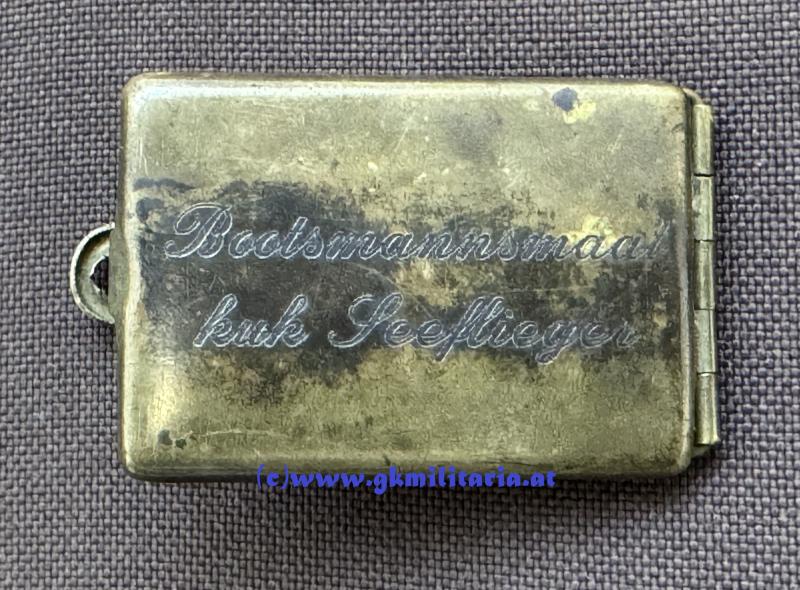 Bootsmannsmaat
kuk Seeflieger
(c)www.gkmilitaria.at